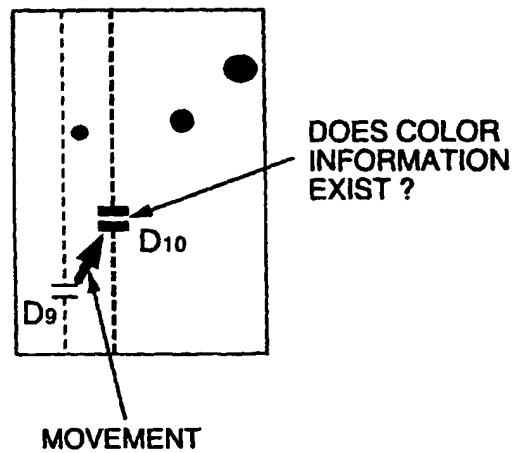 DOES COLOR
INFORMATION
EXIST ?
D10
D9
MOVEMENT